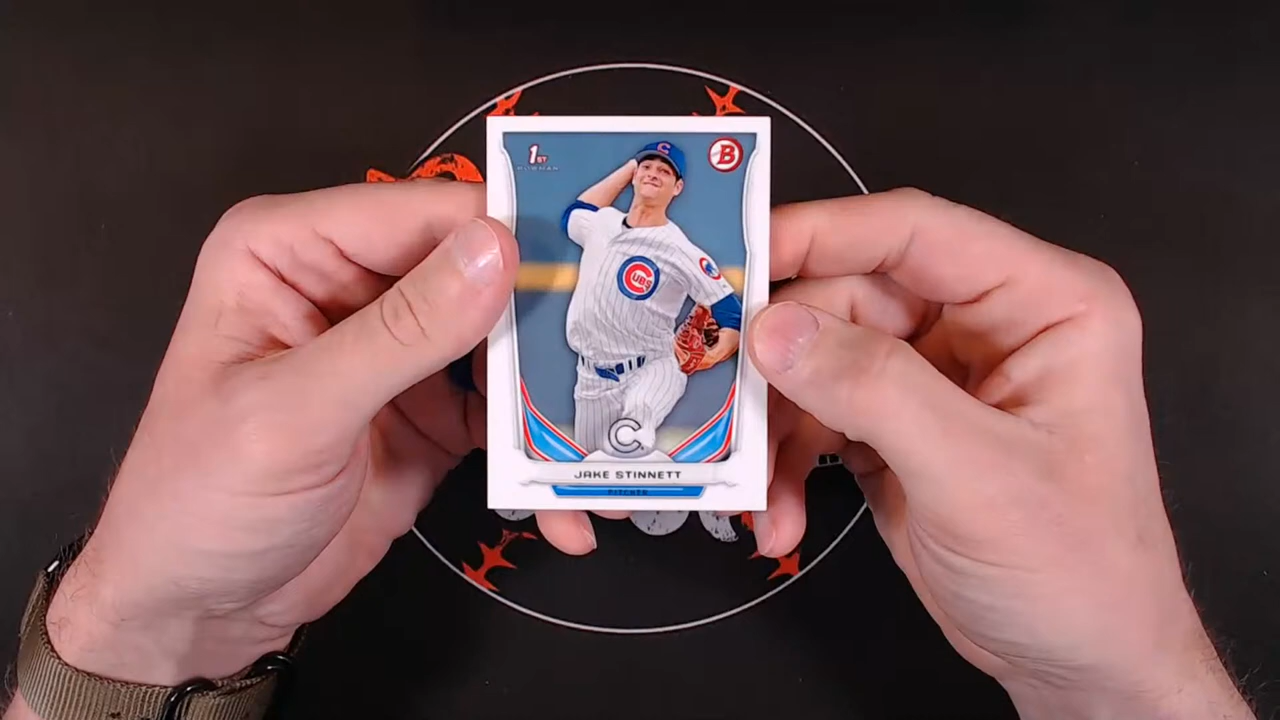 1ST
BOWMAN
B
C
CUBS
C
JAKE STINNETT
PITCHER